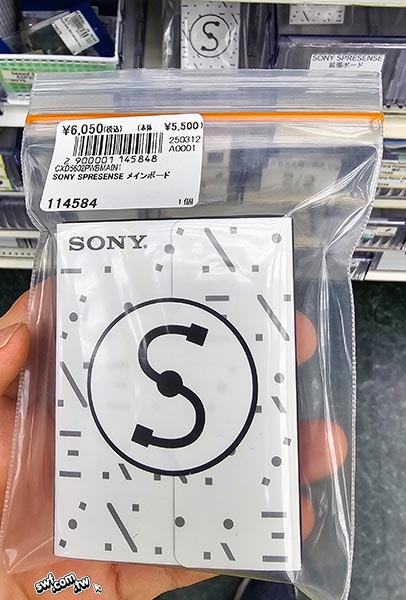 SONY SPRESENSE
拡張ボード
¥6,050(税込) (本体 ¥5,500)
250312
A0001
2 900001 145848
CXD5602PWBMAIN1
SONY SPRESENSE メインボード
114584
1個
SONY
S
swf.com.tw